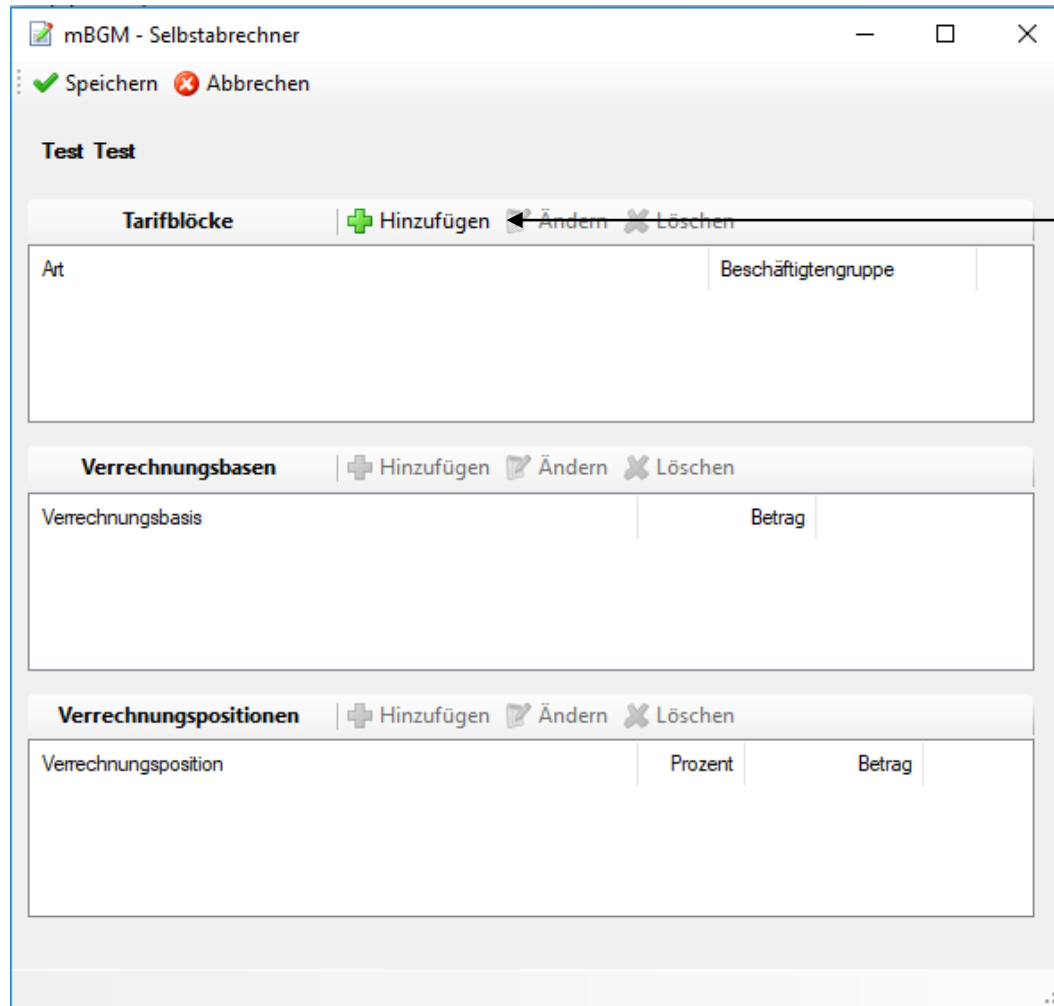 mBGM - Selbstabrechner
Speichern Abbrechen
Test Test
Tarifblöcke Hinzufügen Ändern Löschen
Art Beschäftigtengruppe
Verrechnungsbasen Hinzufügen Ändern Löschen
Verrechnungsbasis Betrag
Verrechnungspositionen Hinzufügen Ändern Löschen
Verrechnungsposition Prozent Betrag